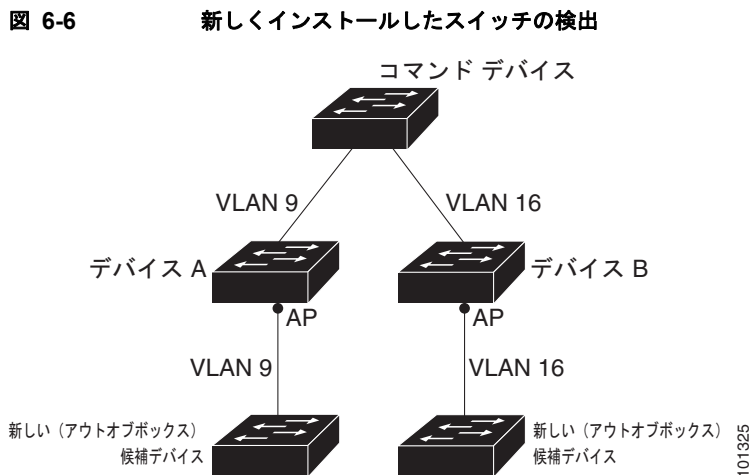 図 6-6 新しくインストールしたスイッチの検出
コマンド デバイス
VLAN 9
VLAN 16
デバイス A
デバイス B
AP
AP
VLAN 9
VLAN 16
新しい（アウトオブボックス）
候補デバイス
新しい（アウトオブボックス）
候補デバイス
101325